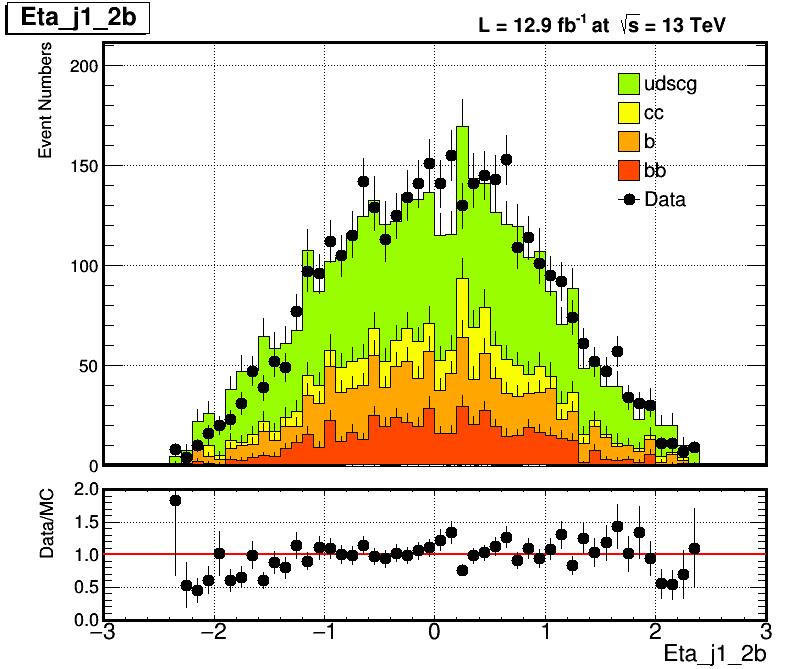 Eta_j1_2b
L = 12.9 fb⁻¹ at √s = 13 TeV
Event Numbers
200
150
100
50
0
udscg
cc
b
bb
Data
Data/MC
2.0
1.5
1.0
0.5
0.0
−3 −2 −1 0 1 2 3
Eta_j1_2b